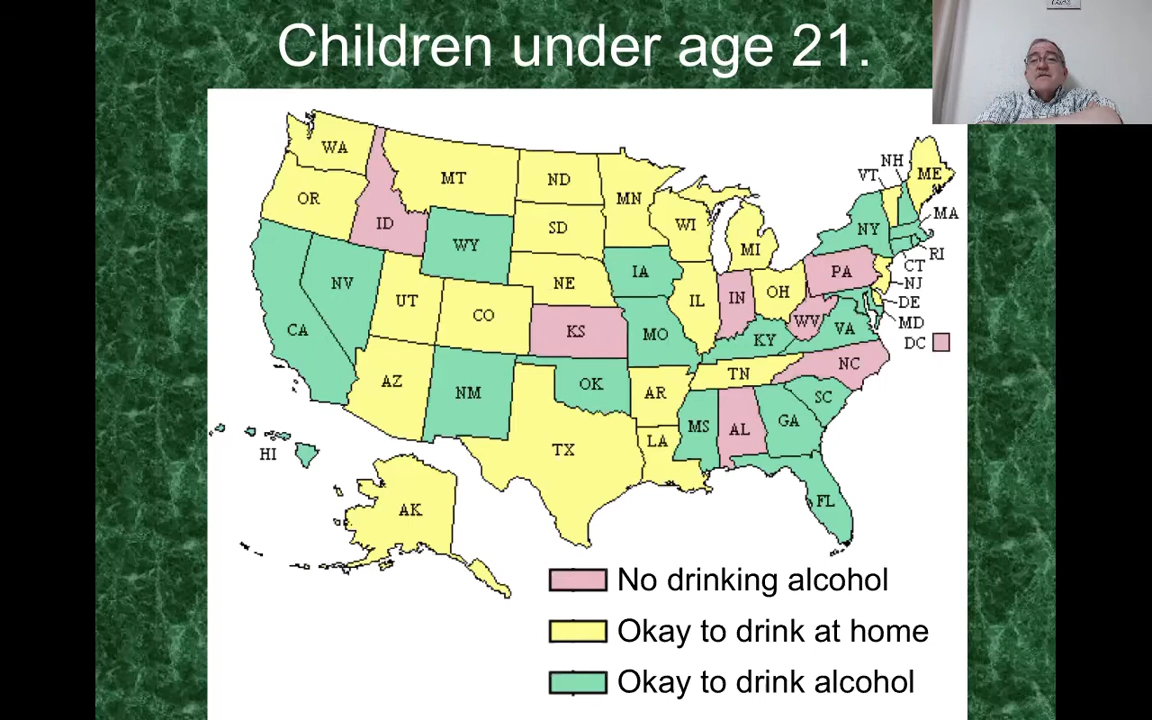 Children under age 21.
WA
MT
ND
MN
OR
ID
WY
SD
WI
MI
NH
VT
ME
NY
MA
RI
CT
NJ
DE
MD
DC
NV
UT
CO
NE
IA
IL
IN
OH
PA
WV
VA
CA
KS
MO
KY
NC
AZ
NM
OK
AR
TN
SC
MS
AL
GA
TX
LA
FL
HI
AK
No drinking alcohol
Okay to drink at home
Okay to drink alcohol